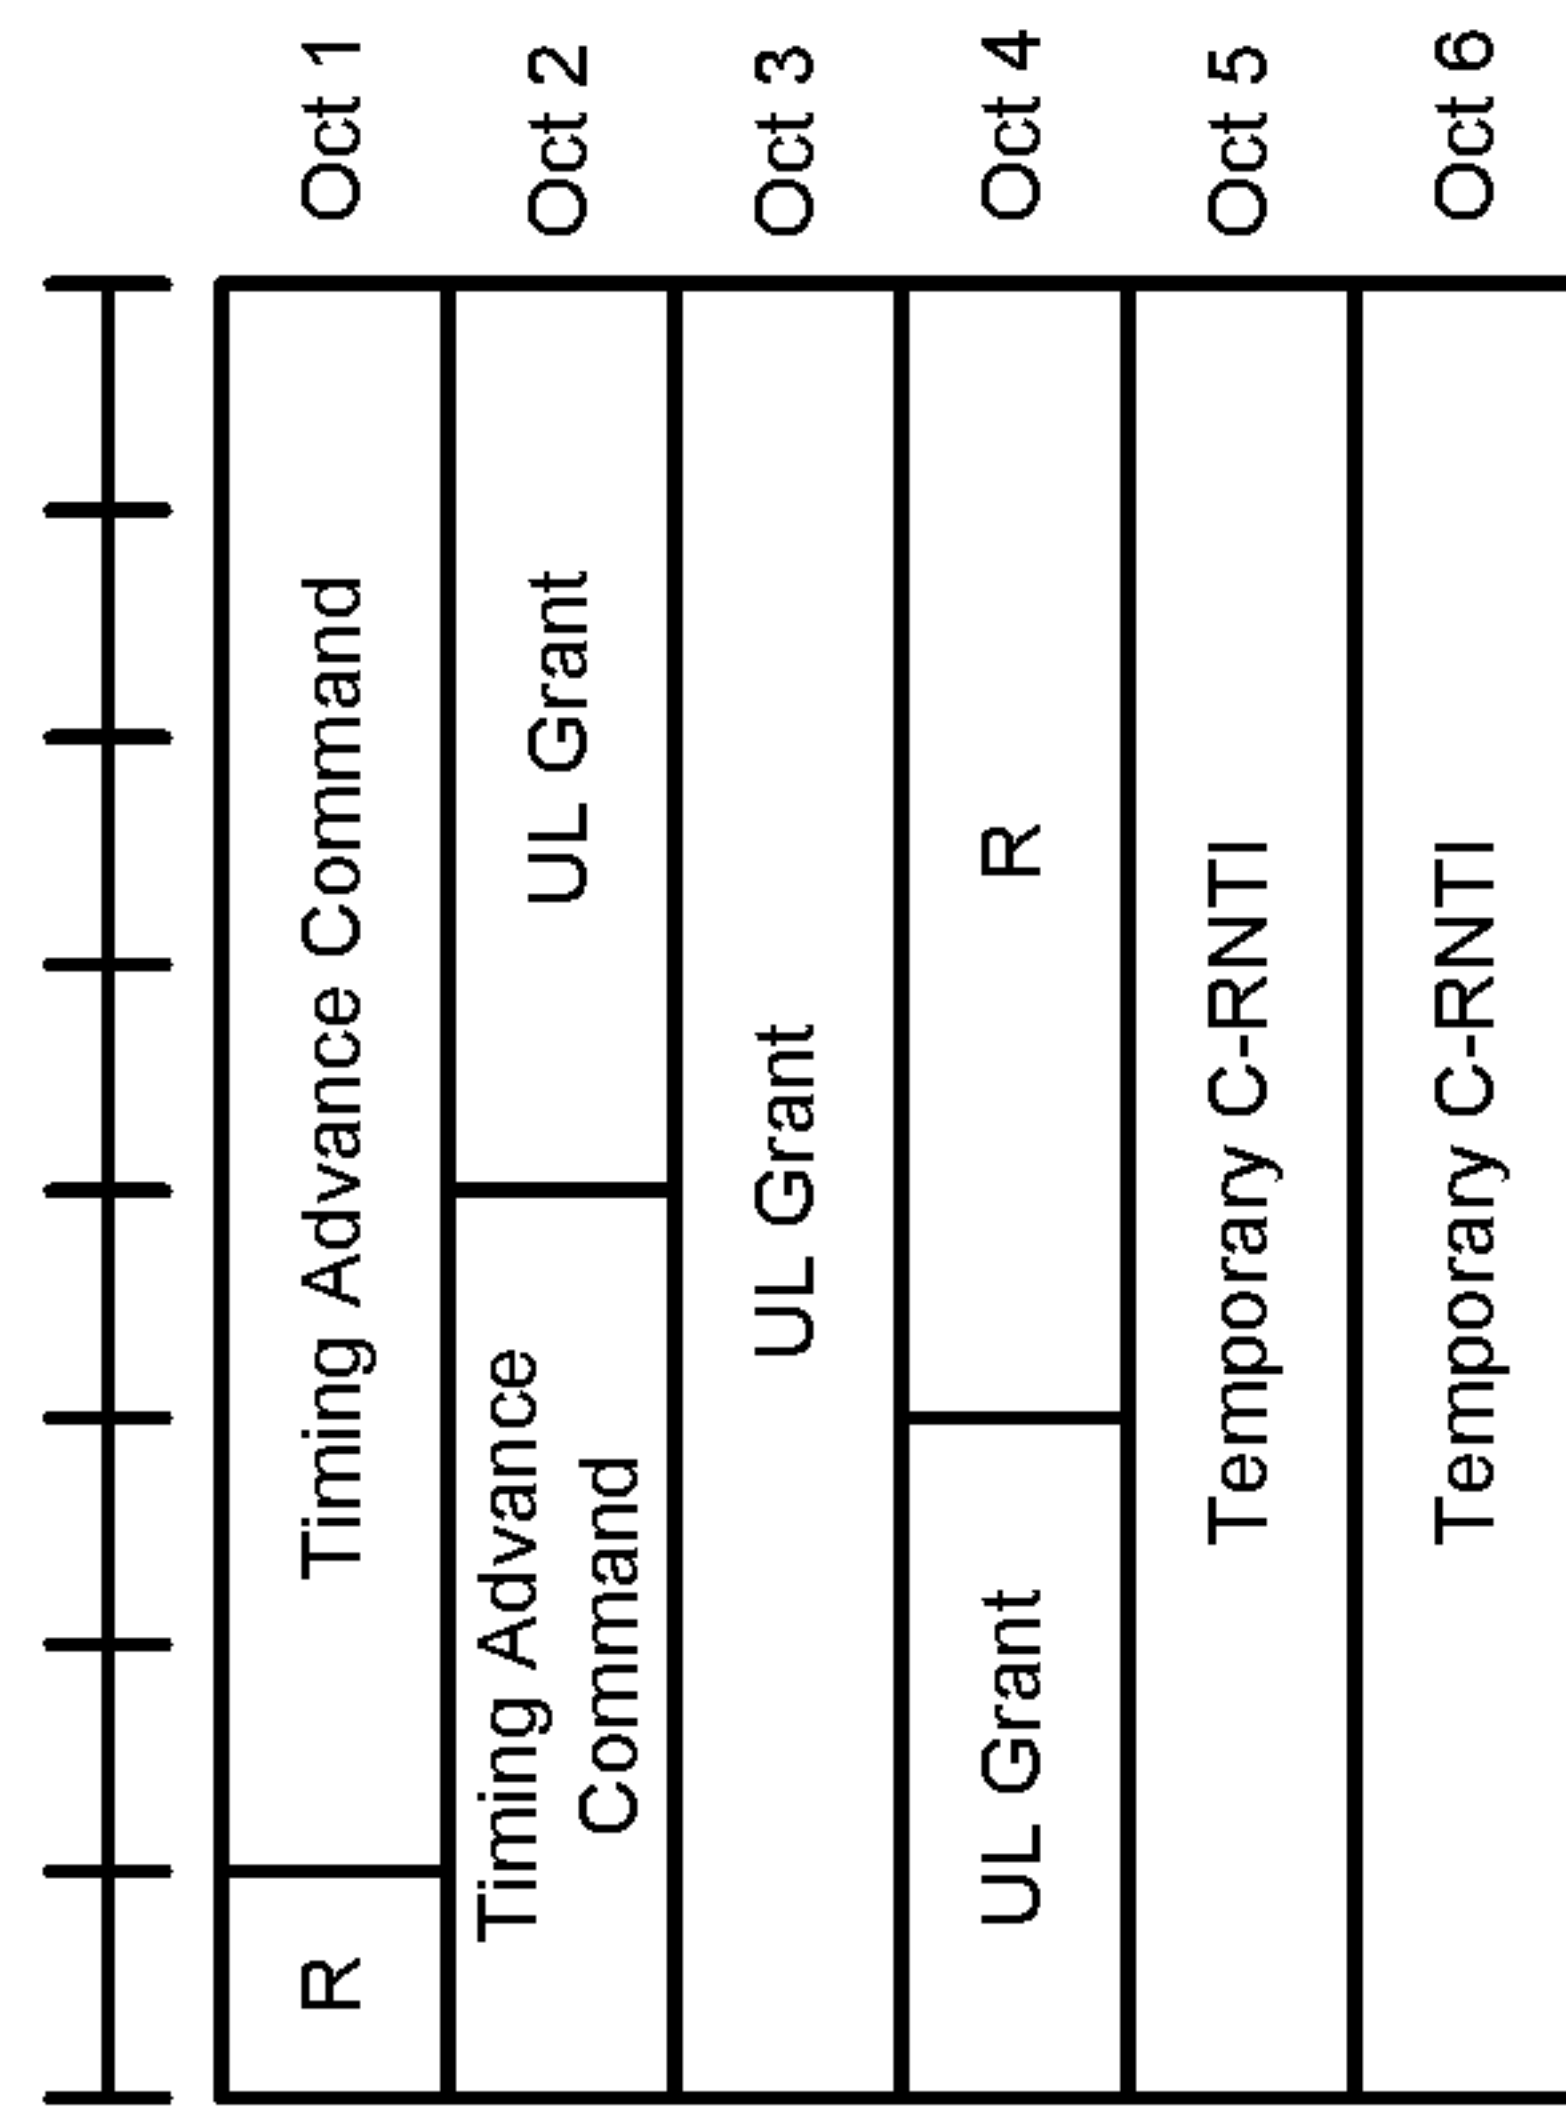 R
Timing Advance Command
Oct 1
Timing Advance
Command
UL Grant
Oct 2
UL Grant
Oct 3
UL Grant
R
Oct 4
Temporary C-RNTI
Oct 5
Temporary C-RNTI
Oct 6